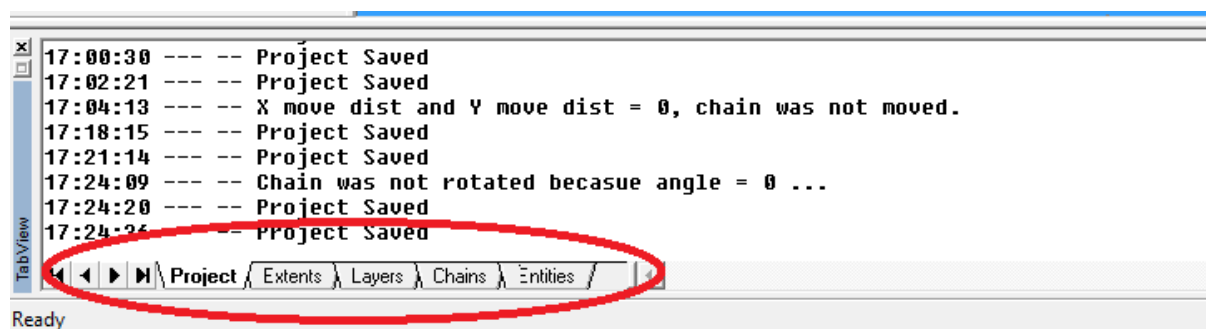 17:00:30 --- -- Project Saved
17:02:21 --- -- Project Saved
17:04:13 --- -- X move dist and Y move dist = 0, chain was not moved.
17:18:15 --- -- Project Saved
17:21:14 --- -- Project Saved
17:24:09 --- -- Chain was not rotated becasue angle = 0 ...
17:24:20 --- -- Project Saved
17:24:36 --- -- Project Saved
TabView
Project Extents Layers Chains Entities
Ready